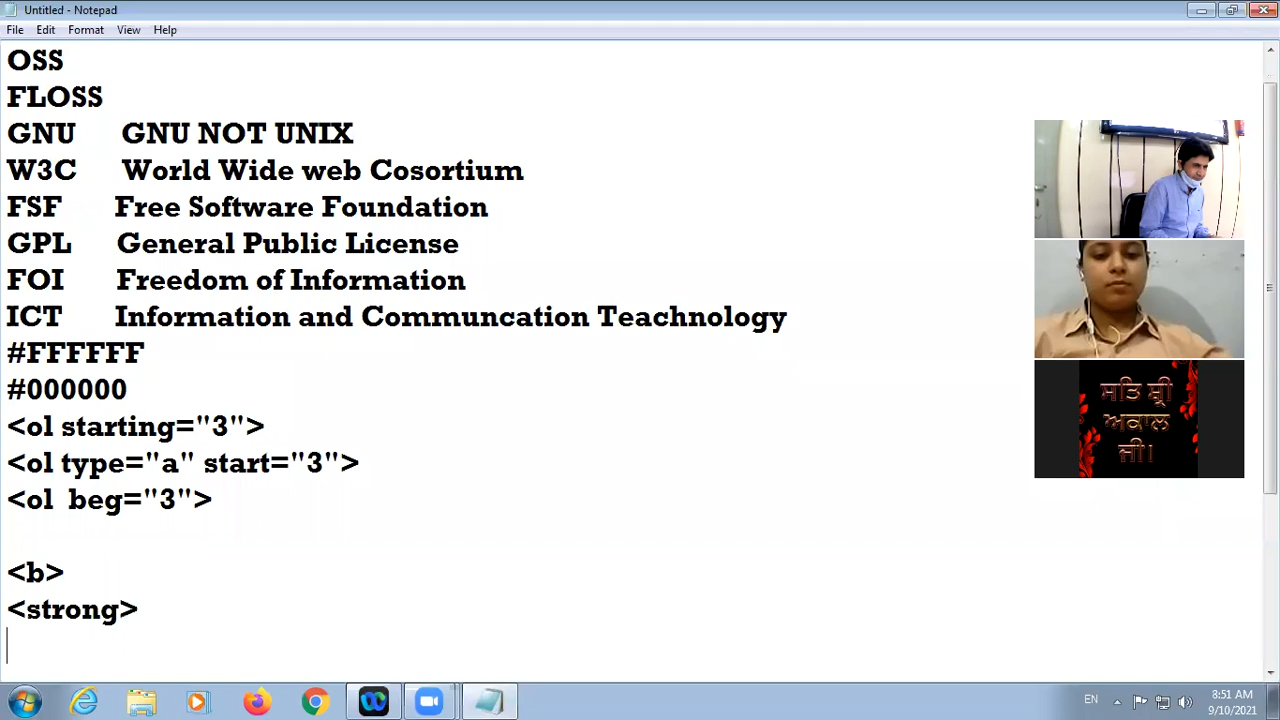 Untitled - Notepad
File Edit Format View Help
OSS
FLOSS
GNU GNU NOT UNIX
W3C World Wide web Cosortium
FSF Free Software Foundation
GPL General Public License
FOI Freedom of Information
ICT Information and Communcation Teachnology
#FFFFFF
#000000
<ol starting="3">
<ol type="a" start="3">
<ol beg="3">
<b>
<strong>
ਸਤਿ ਸ਼੍ਰੀ
ਅਕਾਲ
ਜੀ।
EN
8:51 AM
9/10/2021